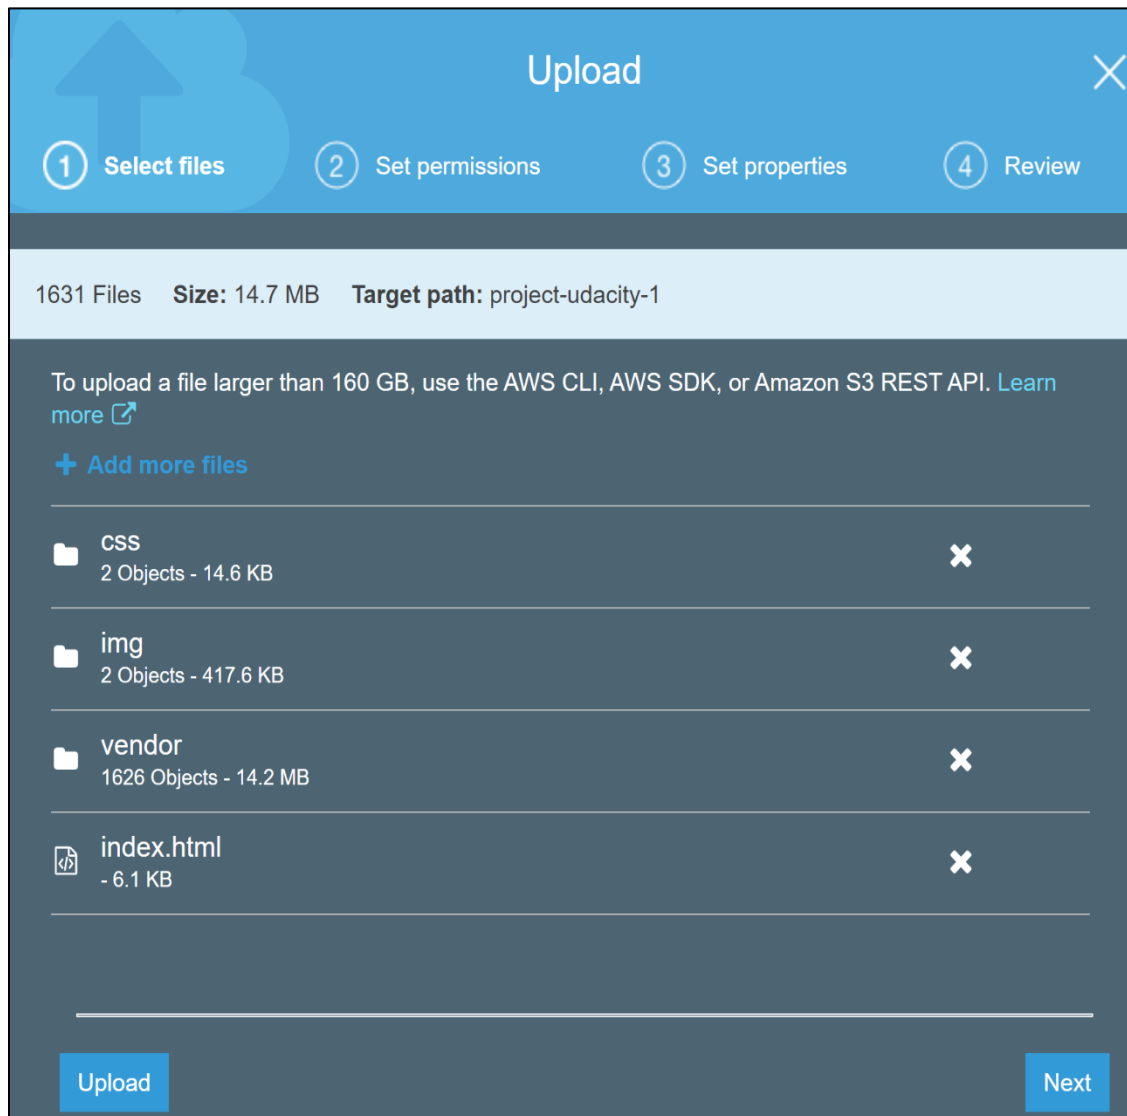 Upload
1 Select files 2 Set permissions 3 Set properties 4 Review
1631 Files Size: 14.7 MB Target path: project-udacity-1
To upload a file larger than 160 GB, use the AWS CLI, AWS SDK, or Amazon S3 REST API. Learn
more
+ Add more files
css
2 Objects - 14.6 KB
img
2 Objects - 417.6 KB
vendor
1626 Objects - 14.2 MB
index.html
- 6.1 KB
Upload Next